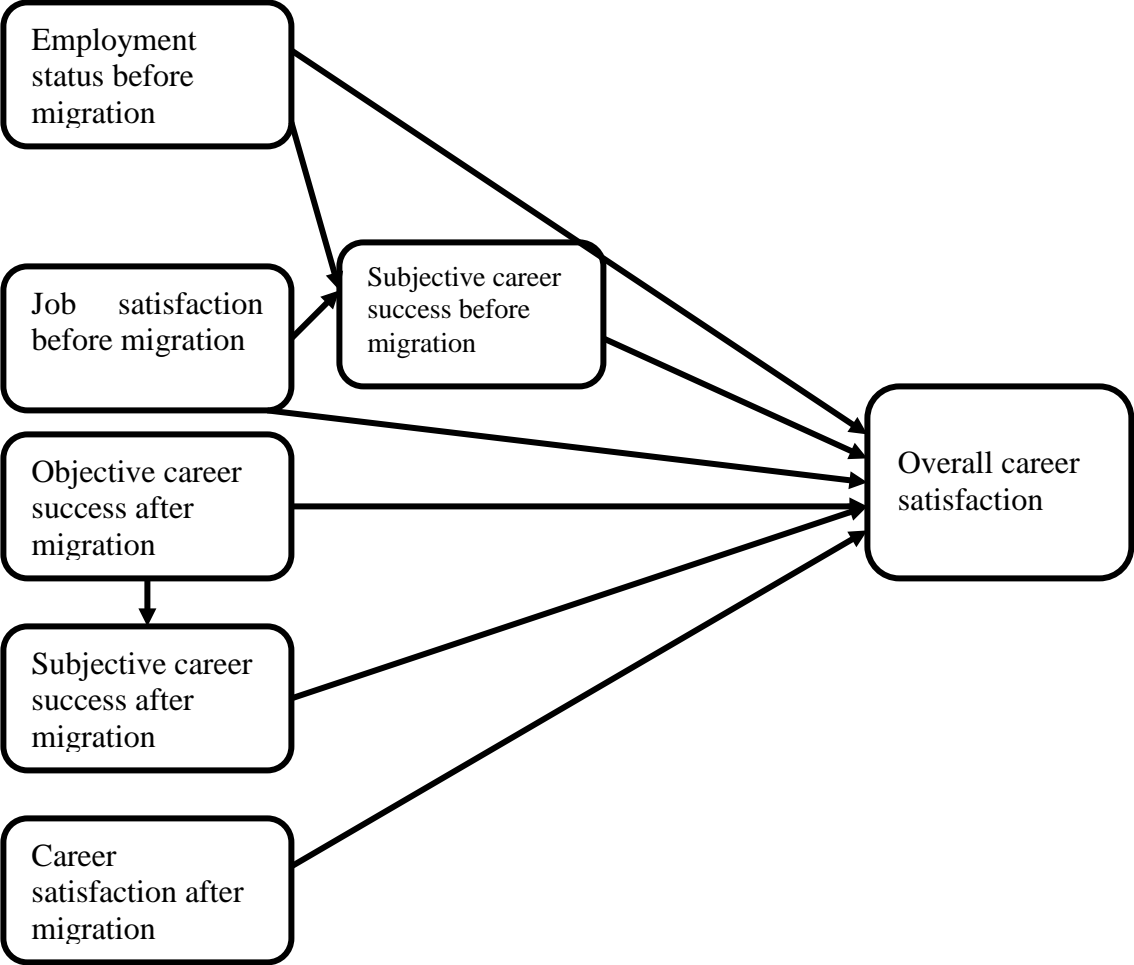 Employment
status before
migration
Subjective career
success before
migration
Job satisfaction
before migration
Objective career
success after
migration
Overall career
satisfaction
Subjective career
success after
migration
Career
satisfaction after
migration